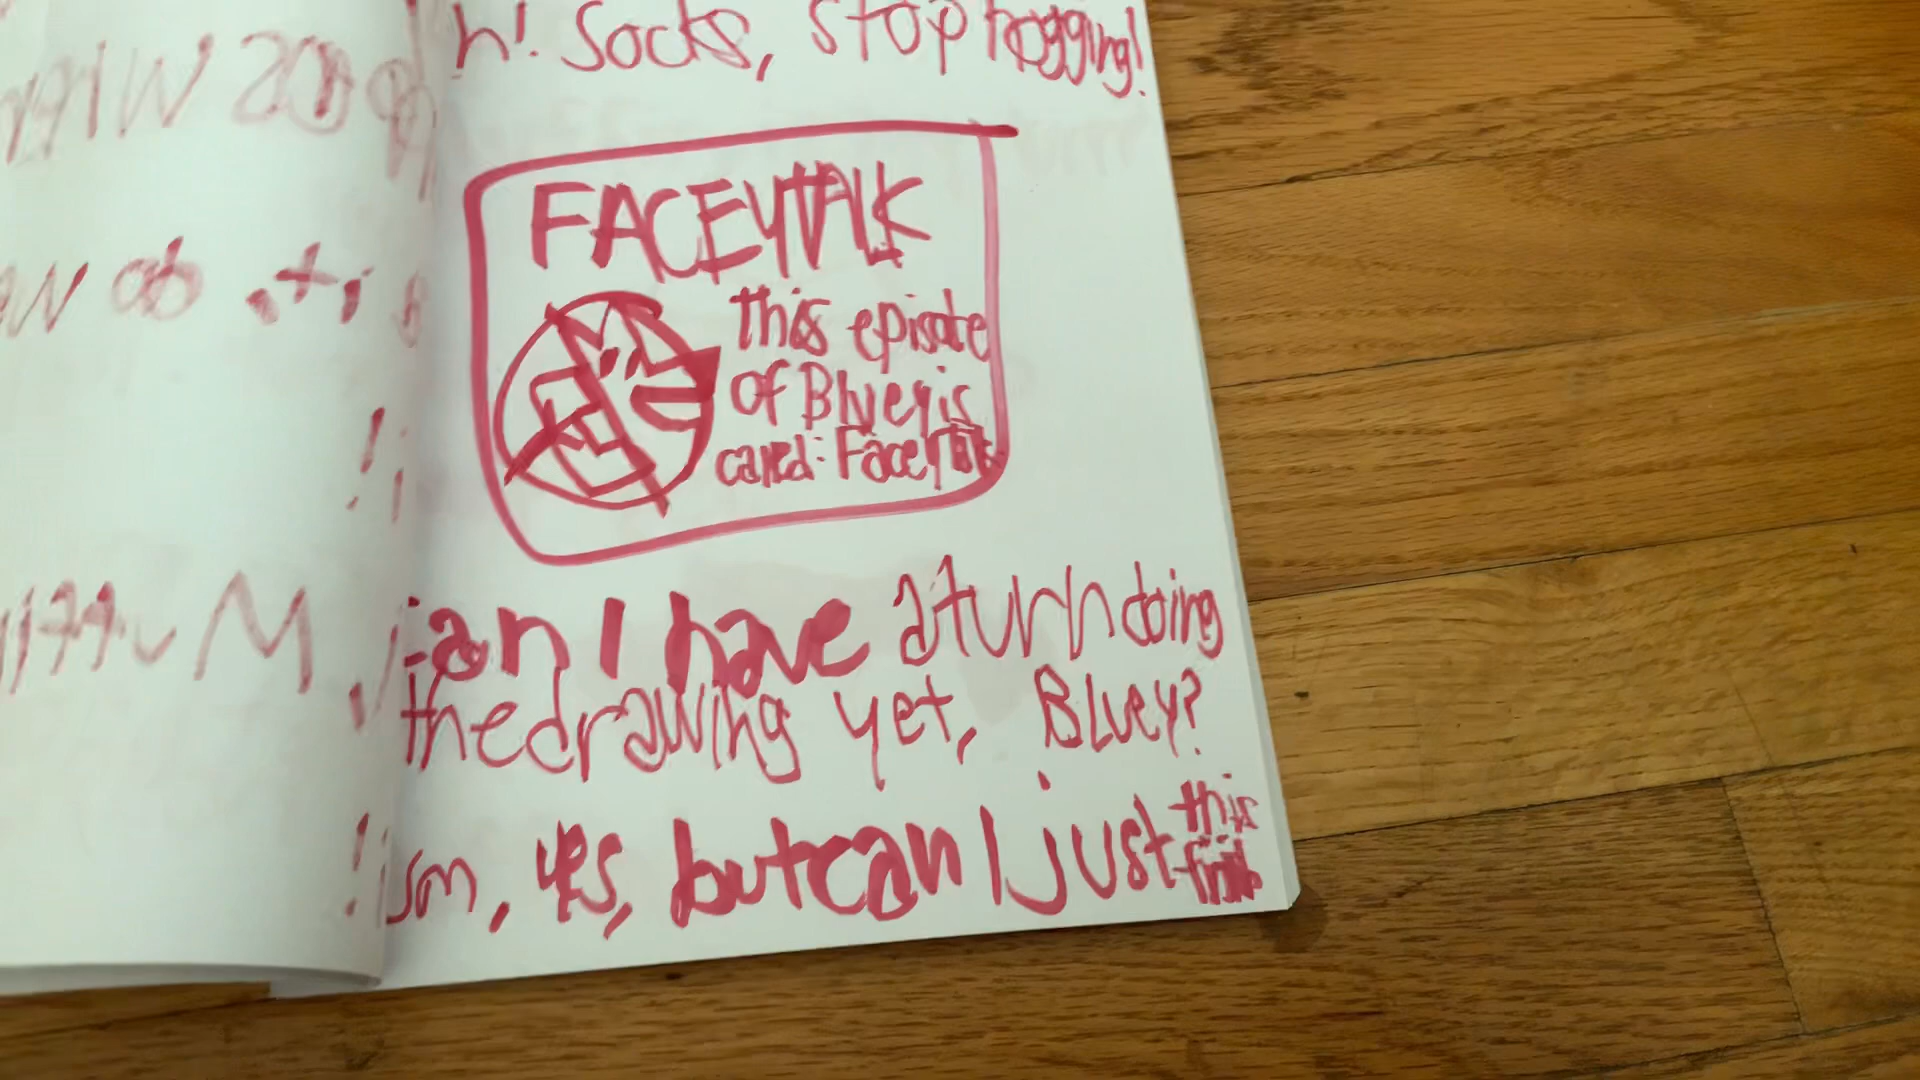 h! Socks, stop hogging!
FACEYTALK
this episode
of Bluey is
called: Faceytalk
can I have a turn doing
the drawing yet, Bluey?
um, yes, but can I just this
finish